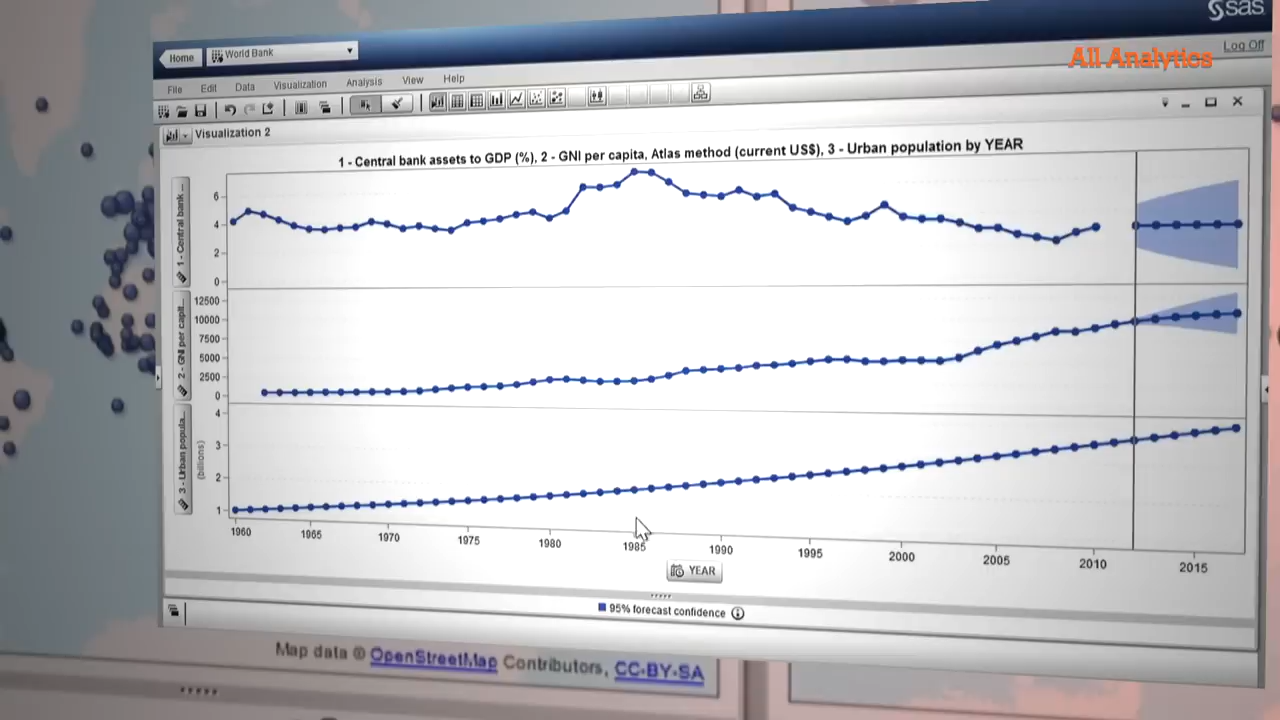 sas
Home
World Bank
Log Off
All Analytics
File Edit Data Visualization Analysis View Help
Visualization 2
1 - Central bank assets to GDP (%), 2 - GNI per capita, Atlas method (current US$), 3 - Urban population by YEAR
1 - Central bank ...
6
4
2
0
2 - GNI per capit...
12500
10000
7500
5000
2500
0
3 - Urban popula...
(billions)
4
3
2
1
1960 1965 1970 1975 1980 1985 1990 1995 2000 2005 2010 2015
YEAR
95% forecast confidence
Map data © OpenStreetMap Contributors, CC-BY-SA